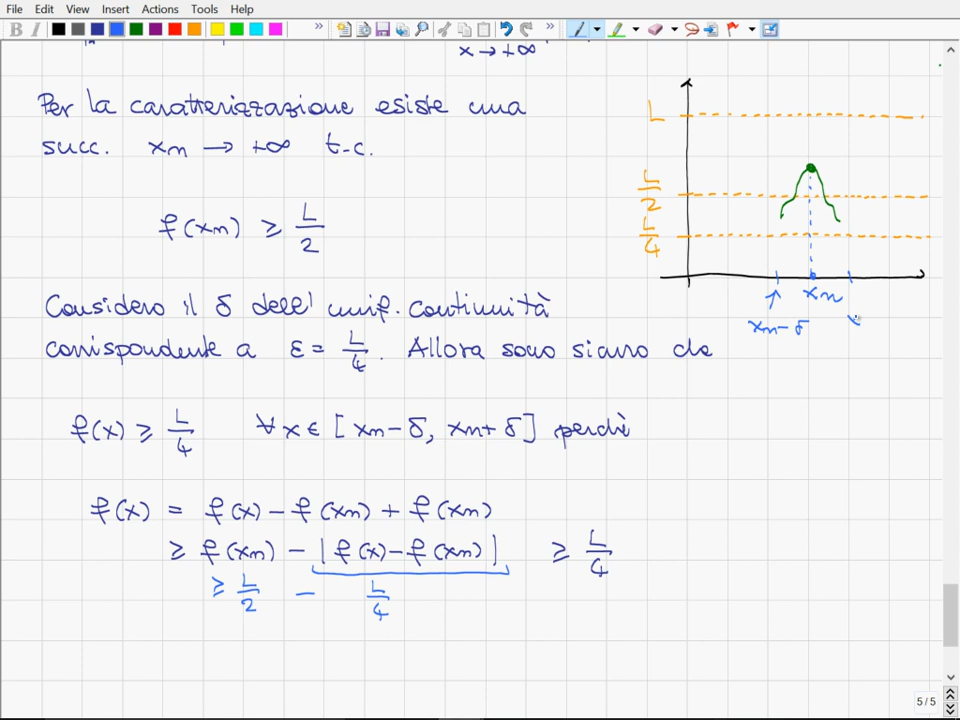 File Edit View Insert Actions Tools Help
x → +∞
Per la caratterizzazione esiste una
succ. xn → +∞ t.c.
f(xn) ≥ L/2
Considero il δ dell' unif. continuità
corrispondente a ε = L/4. Allora sono sicuro che
f(x) ≥ L/4 ∀ x ∈ [xn - δ, xn + δ] perchè
f(x) = f(x) - f(xn) + f(xn)
≥ f(xn) - |f(x) - f(xn)| ≥ L/4
≥ L/2 - L/4
L
L/2
L/4
xn
xn - δ
5 / 5